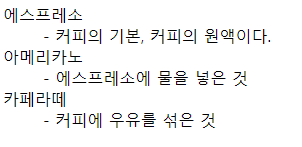 에스프레소
- 커피의 기본, 커피의 원액이다.
아메리카노
- 에스프레소에 물을 넣은 것
카페라떼
- 커피에 우유를 섞은 것